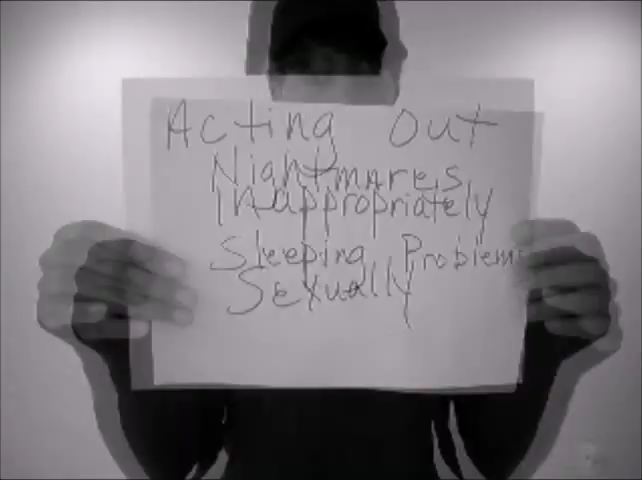 Acting Out
Nightmares
Inappropriately
Sleeping Problems
Sexually